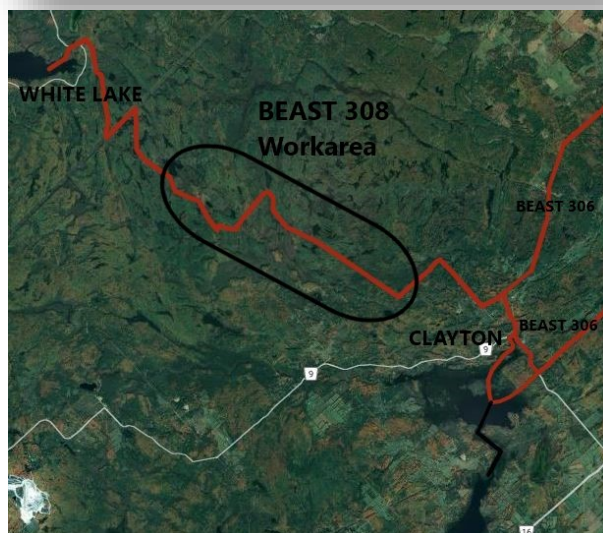 WHITE LAKE
BEAST 308
Workarea
BEAST 306
BEAST 306
CLAYTON
9
9
16